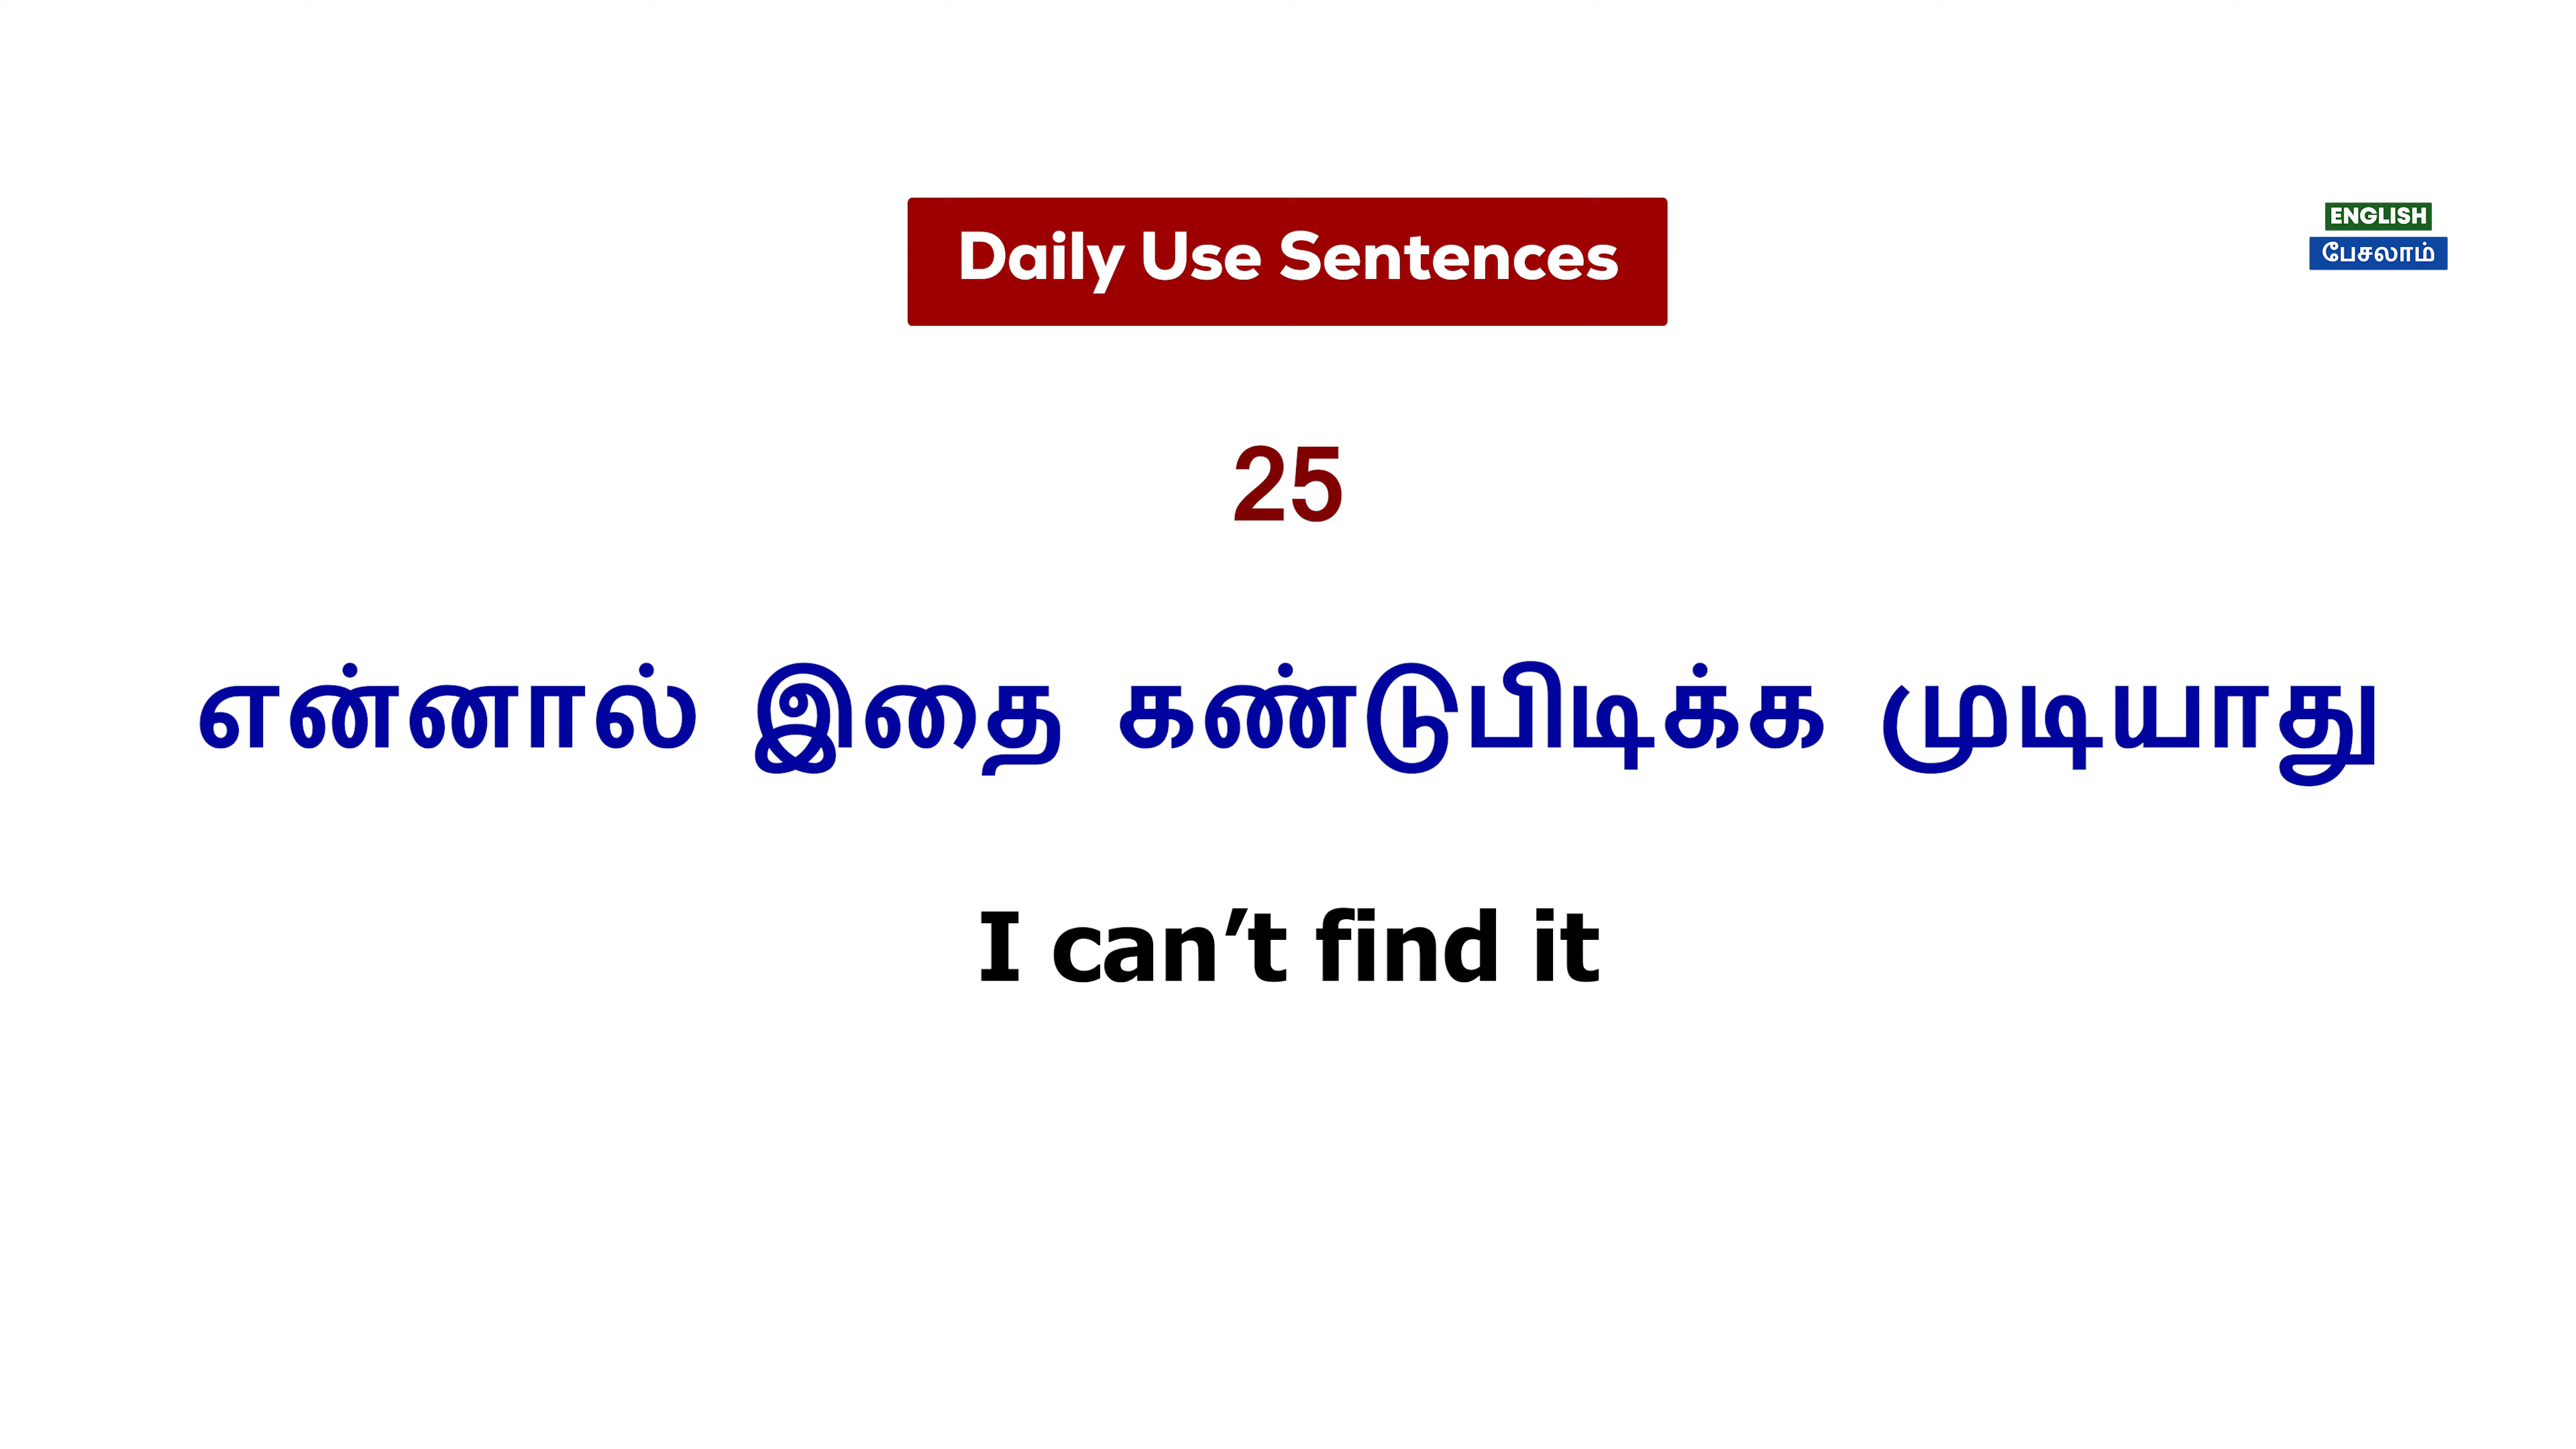 Daily Use Sentences
ENGLISH
பேசலாம்
25
என்னால் இதை கண்டுபிடிக்க முடியாது
I can’t find it